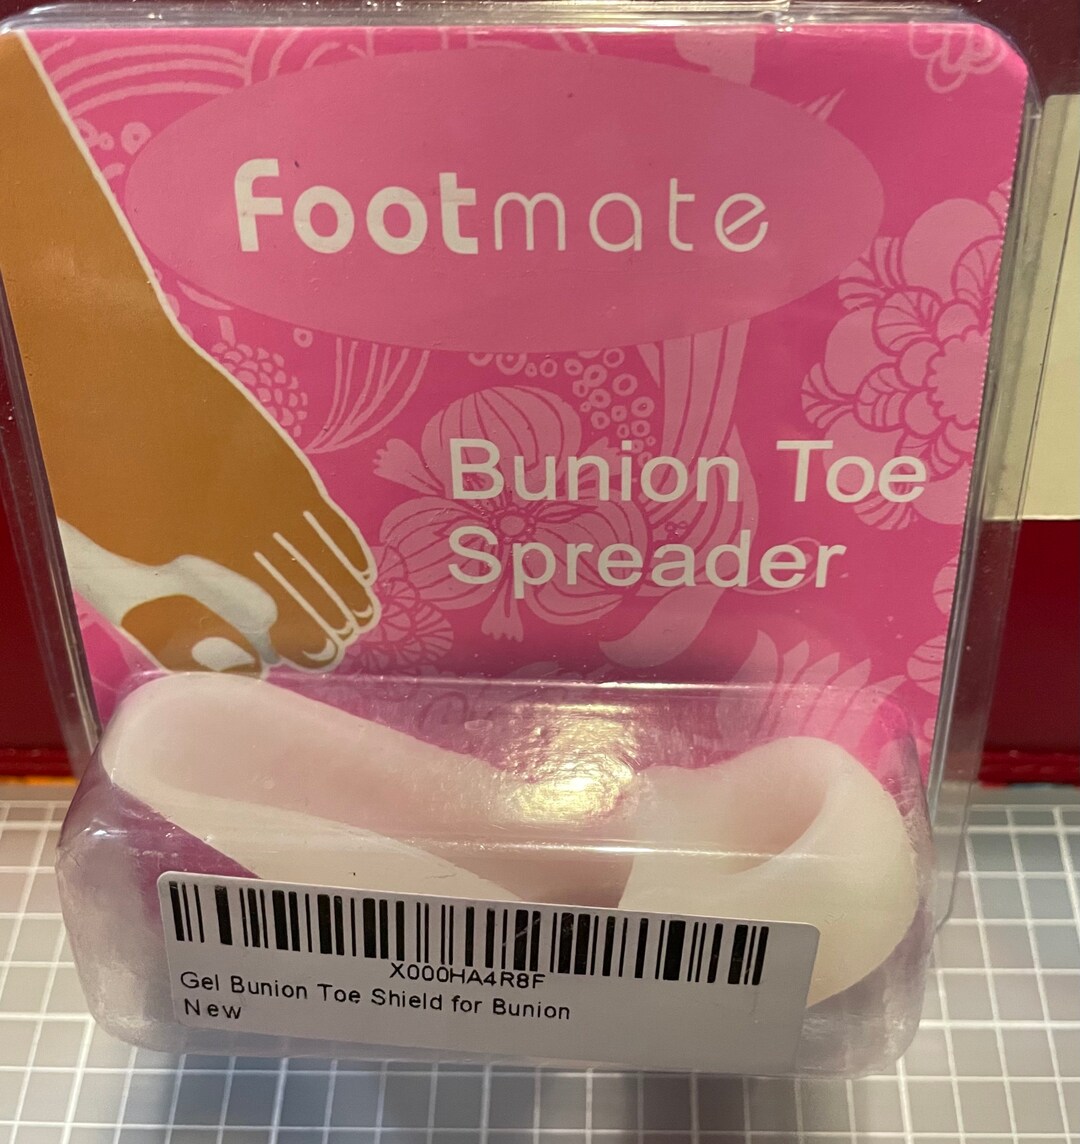 Footmate
Bunion Toe
Spreader
X000HA4R8F
Gel Bunion Toe Shield for Bunion
New